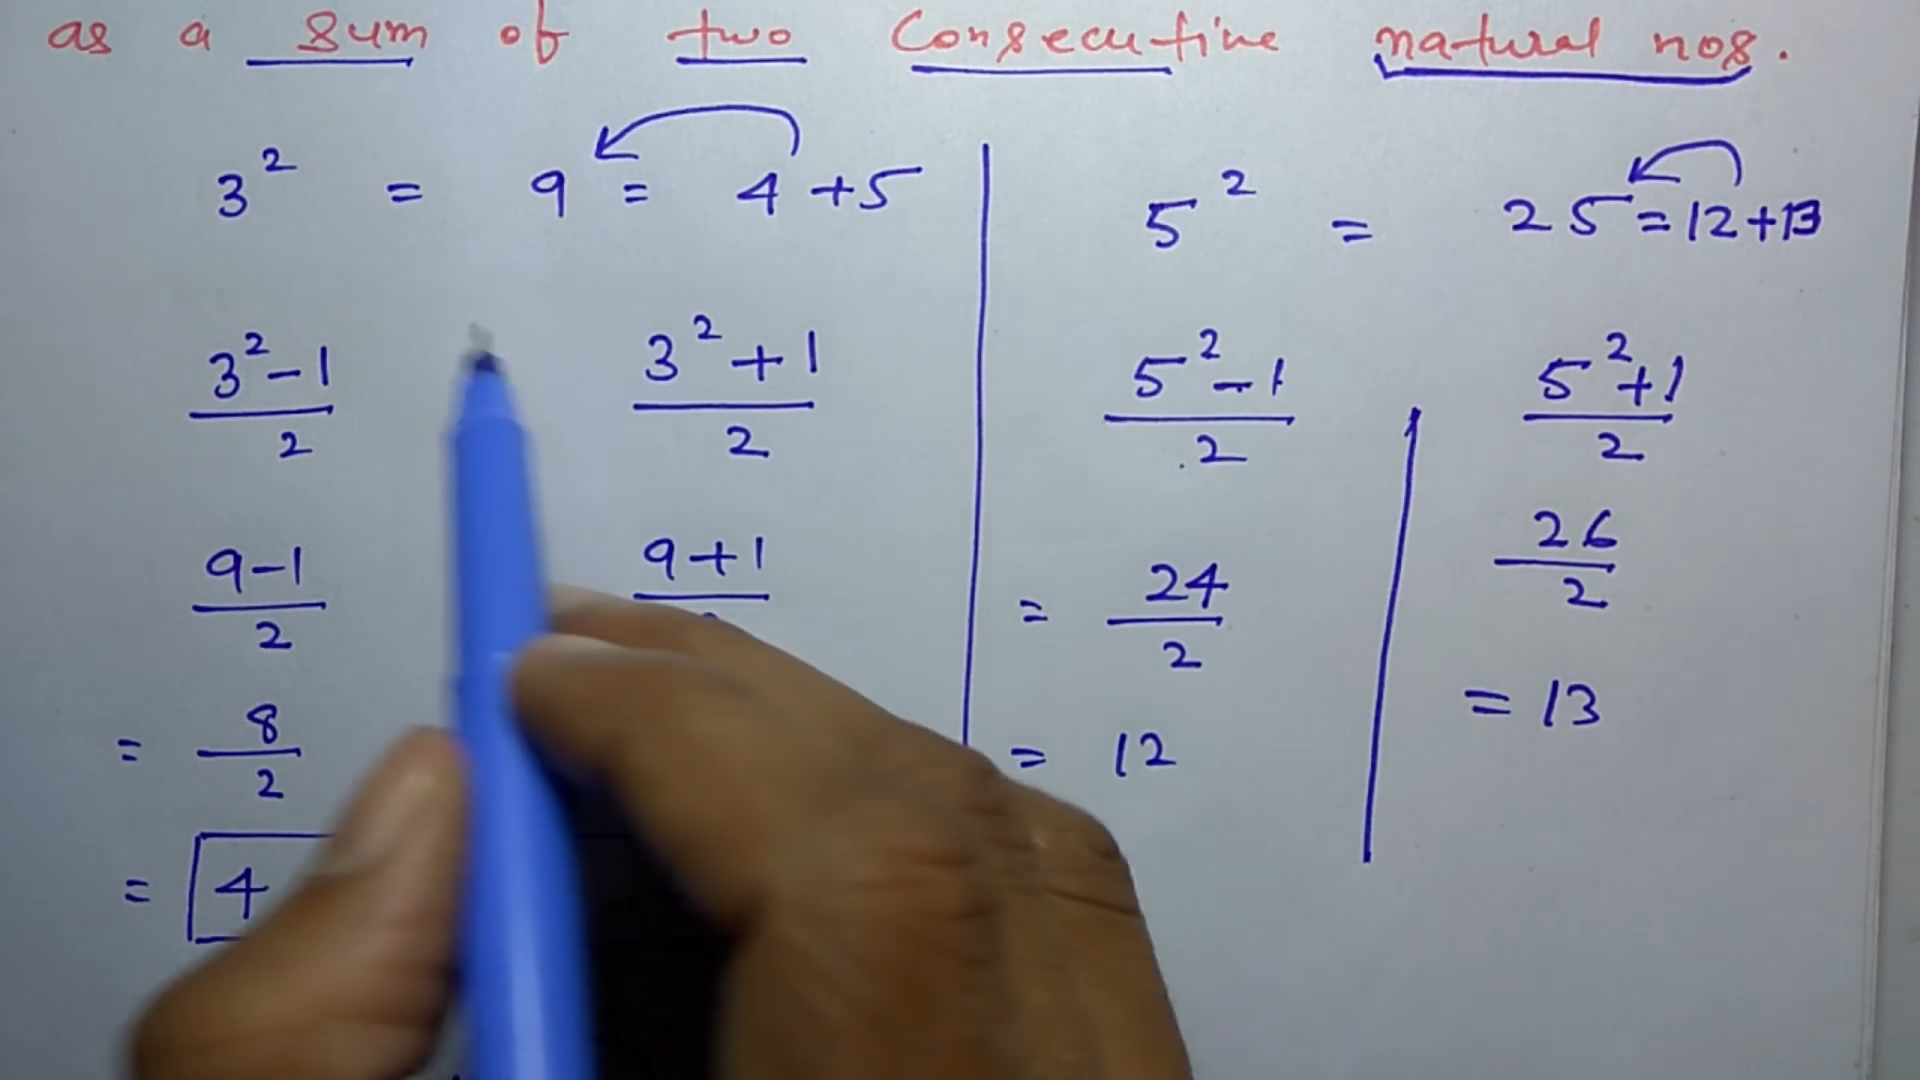 as a sum of two Consecutive natural nos.
3² = 9 = 4 + 5
5² = 25 = 12 + 13
3² - 1 / 2
3² + 1 / 2
5² - 1 / 2
5² + 1 / 2
9 - 1 / 2
9 + 1
= 24 / 2
26 / 2
= 8 / 2
= 12
= 13
= 4